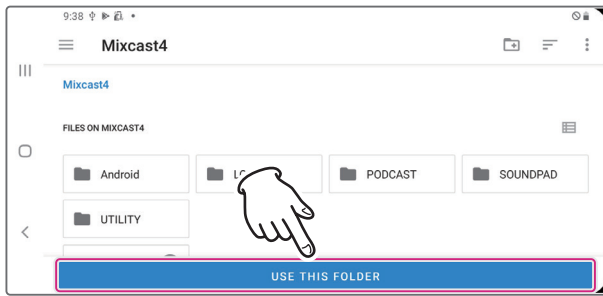 9:38
Mixcast4
Mixcast4
FILES ON MIXCAST4
Android
PODCAST
SOUNDPAD
UTILITY
USE THIS FOLDER